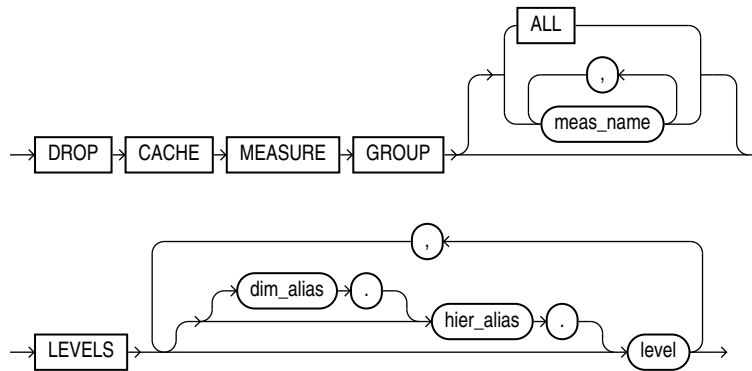 ALL
,
meas_name
DROP CACHE MEASURE GROUP
,
dim_alias .
hier_alias .
LEVELS level